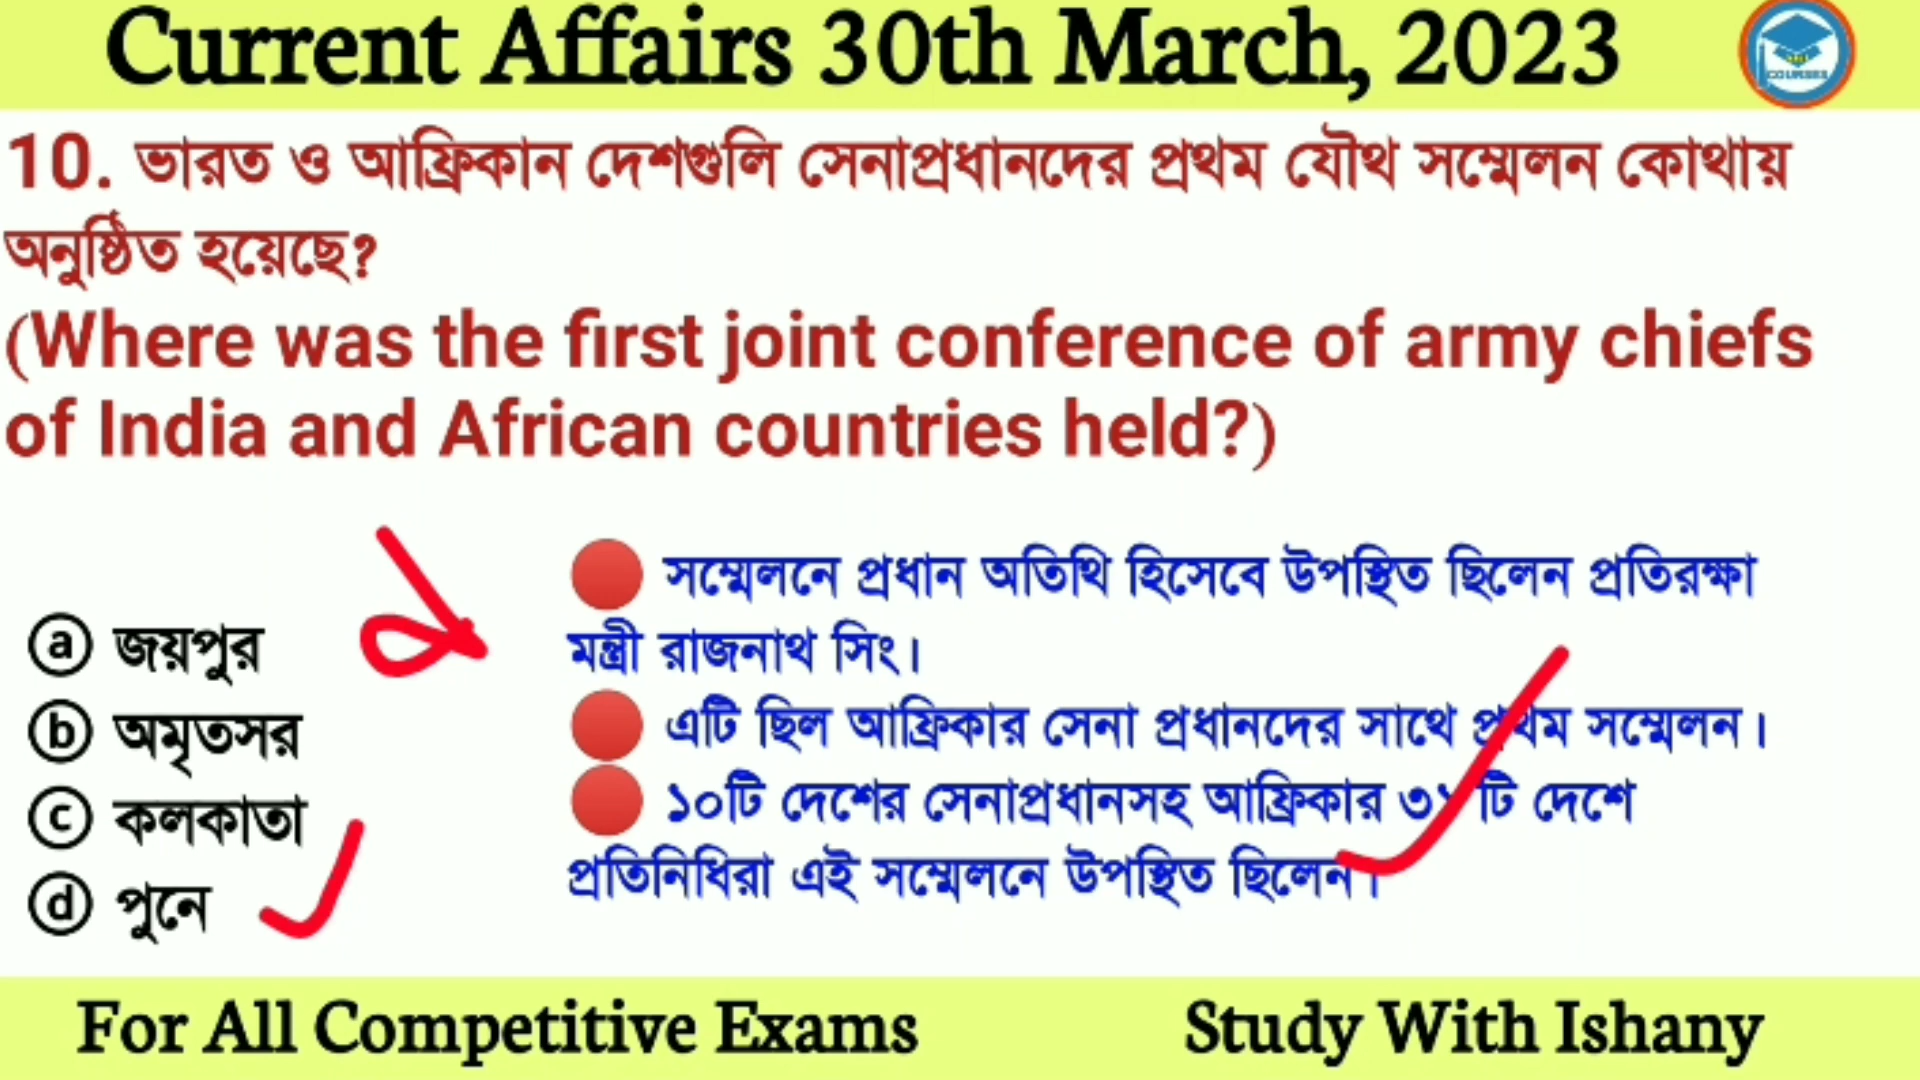 Current Affairs 30th March, 2023
COURSES
10. ভারত ও আফ্রিকান দেশগুলি সেনাপ্রধানদের প্রথম যৌথ সম্মেলন কোথায়
অনুষ্ঠিত হয়েছে?
(Where was the first joint conference of army chiefs
of India and African countries held?)
ⓐ জয়পুর
ⓑ অমৃতসর
ⓒ কলকাতা
ⓓ পুনে
সম্মেলনে প্রধান অতিথি হিসেবে উপস্থিত ছিলেন প্রতিরক্ষা
মন্ত্রী রাজনাথ সিং।
এটি ছিল আফ্রিকার সেনা প্রধানদের সাথে প্রথম সম্মেলন।
১০টি দেশের সেনাপ্রধানসহ আফ্রিকার ৩১ টি দেশে
প্রতিনিধিরা এই সম্মেলনে উপস্থিত ছিলেন।
For All Competitive Exams
Study With Ishany